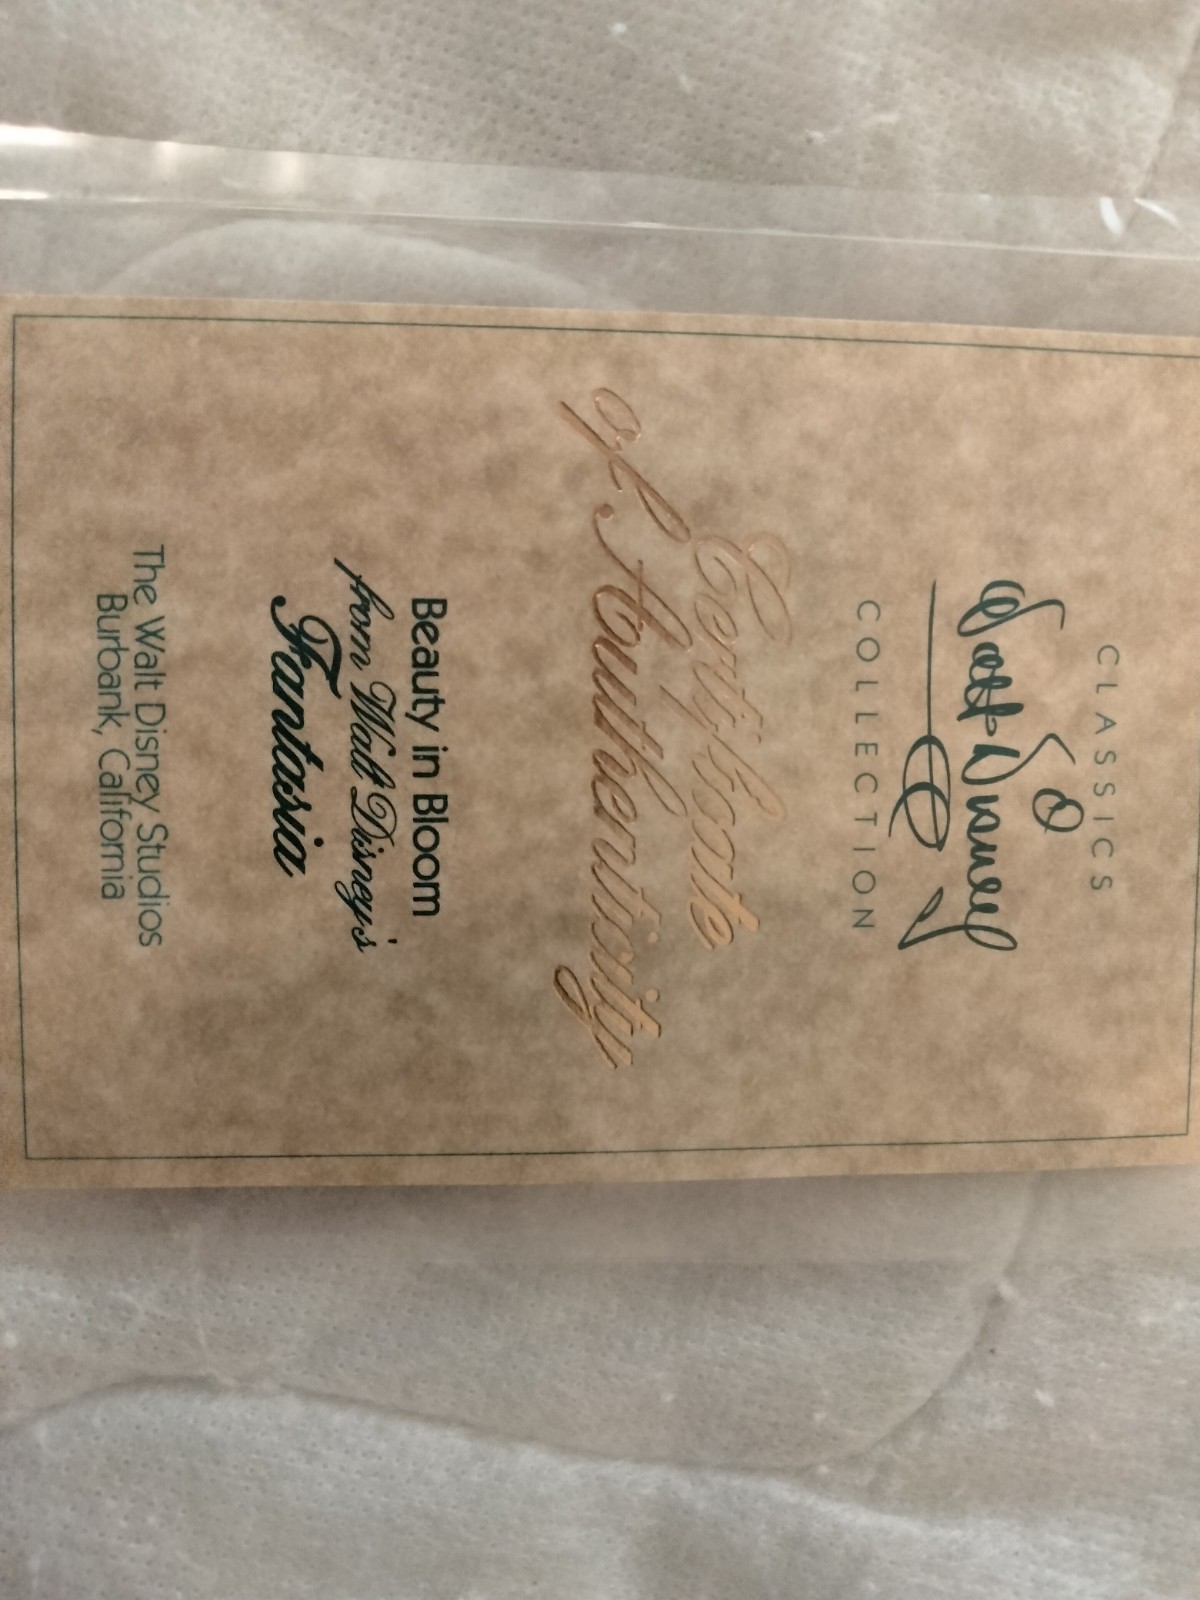 CLASSICS
Walt Disney
COLLECTION
Certificate
of Authenticity
Beauty in Bloom
from Walt Disney's
Fantasia
The Walt Disney Studios
Burbank, California